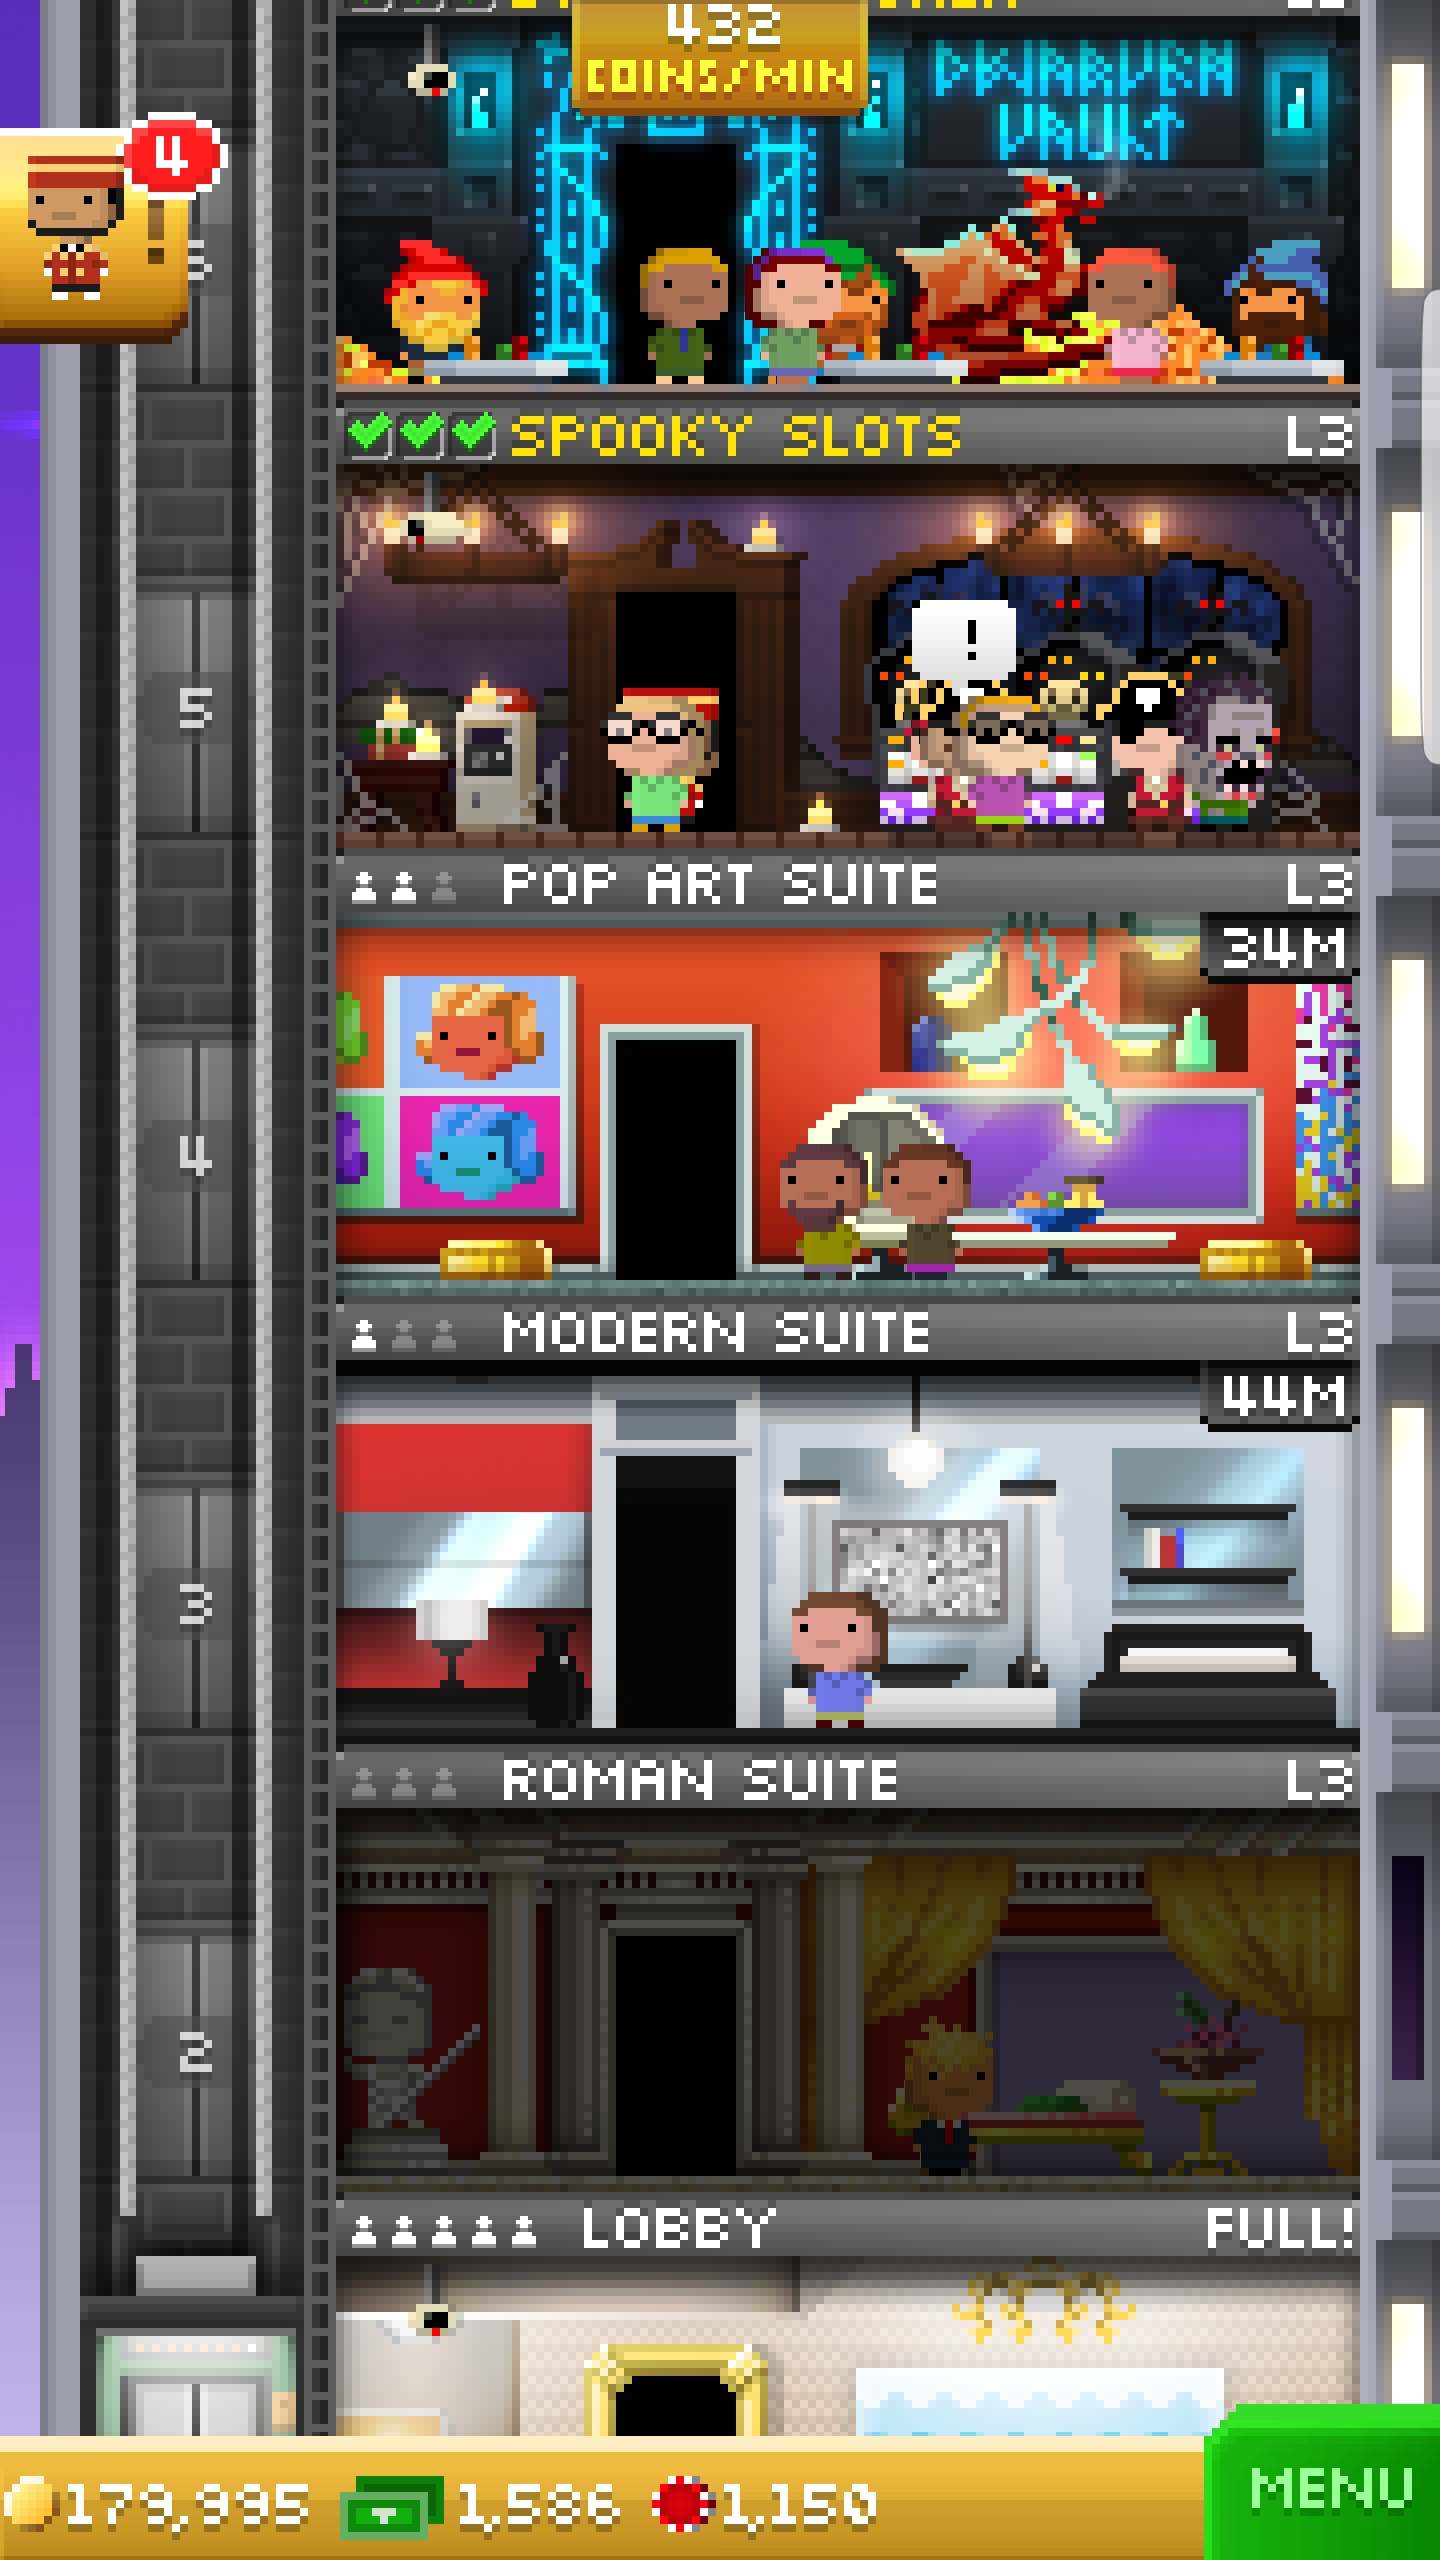 432
COINS/MIN
DWARVEN
VAULT
4
SPOOKY SLOTS L3
!
5
POP ART SUITE L3
34M
4
MODERN SUITE L3
44M
3
ROMAN SUITE L3
2
LOBBY FULL!
179,995 1,586 1,150
MENU